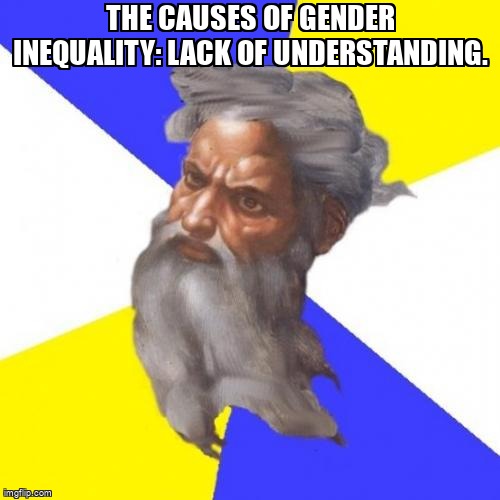 THE CAUSES OF GENDER
INEQUALITY: LACK OF UNDERSTANDING.
imgflip.com